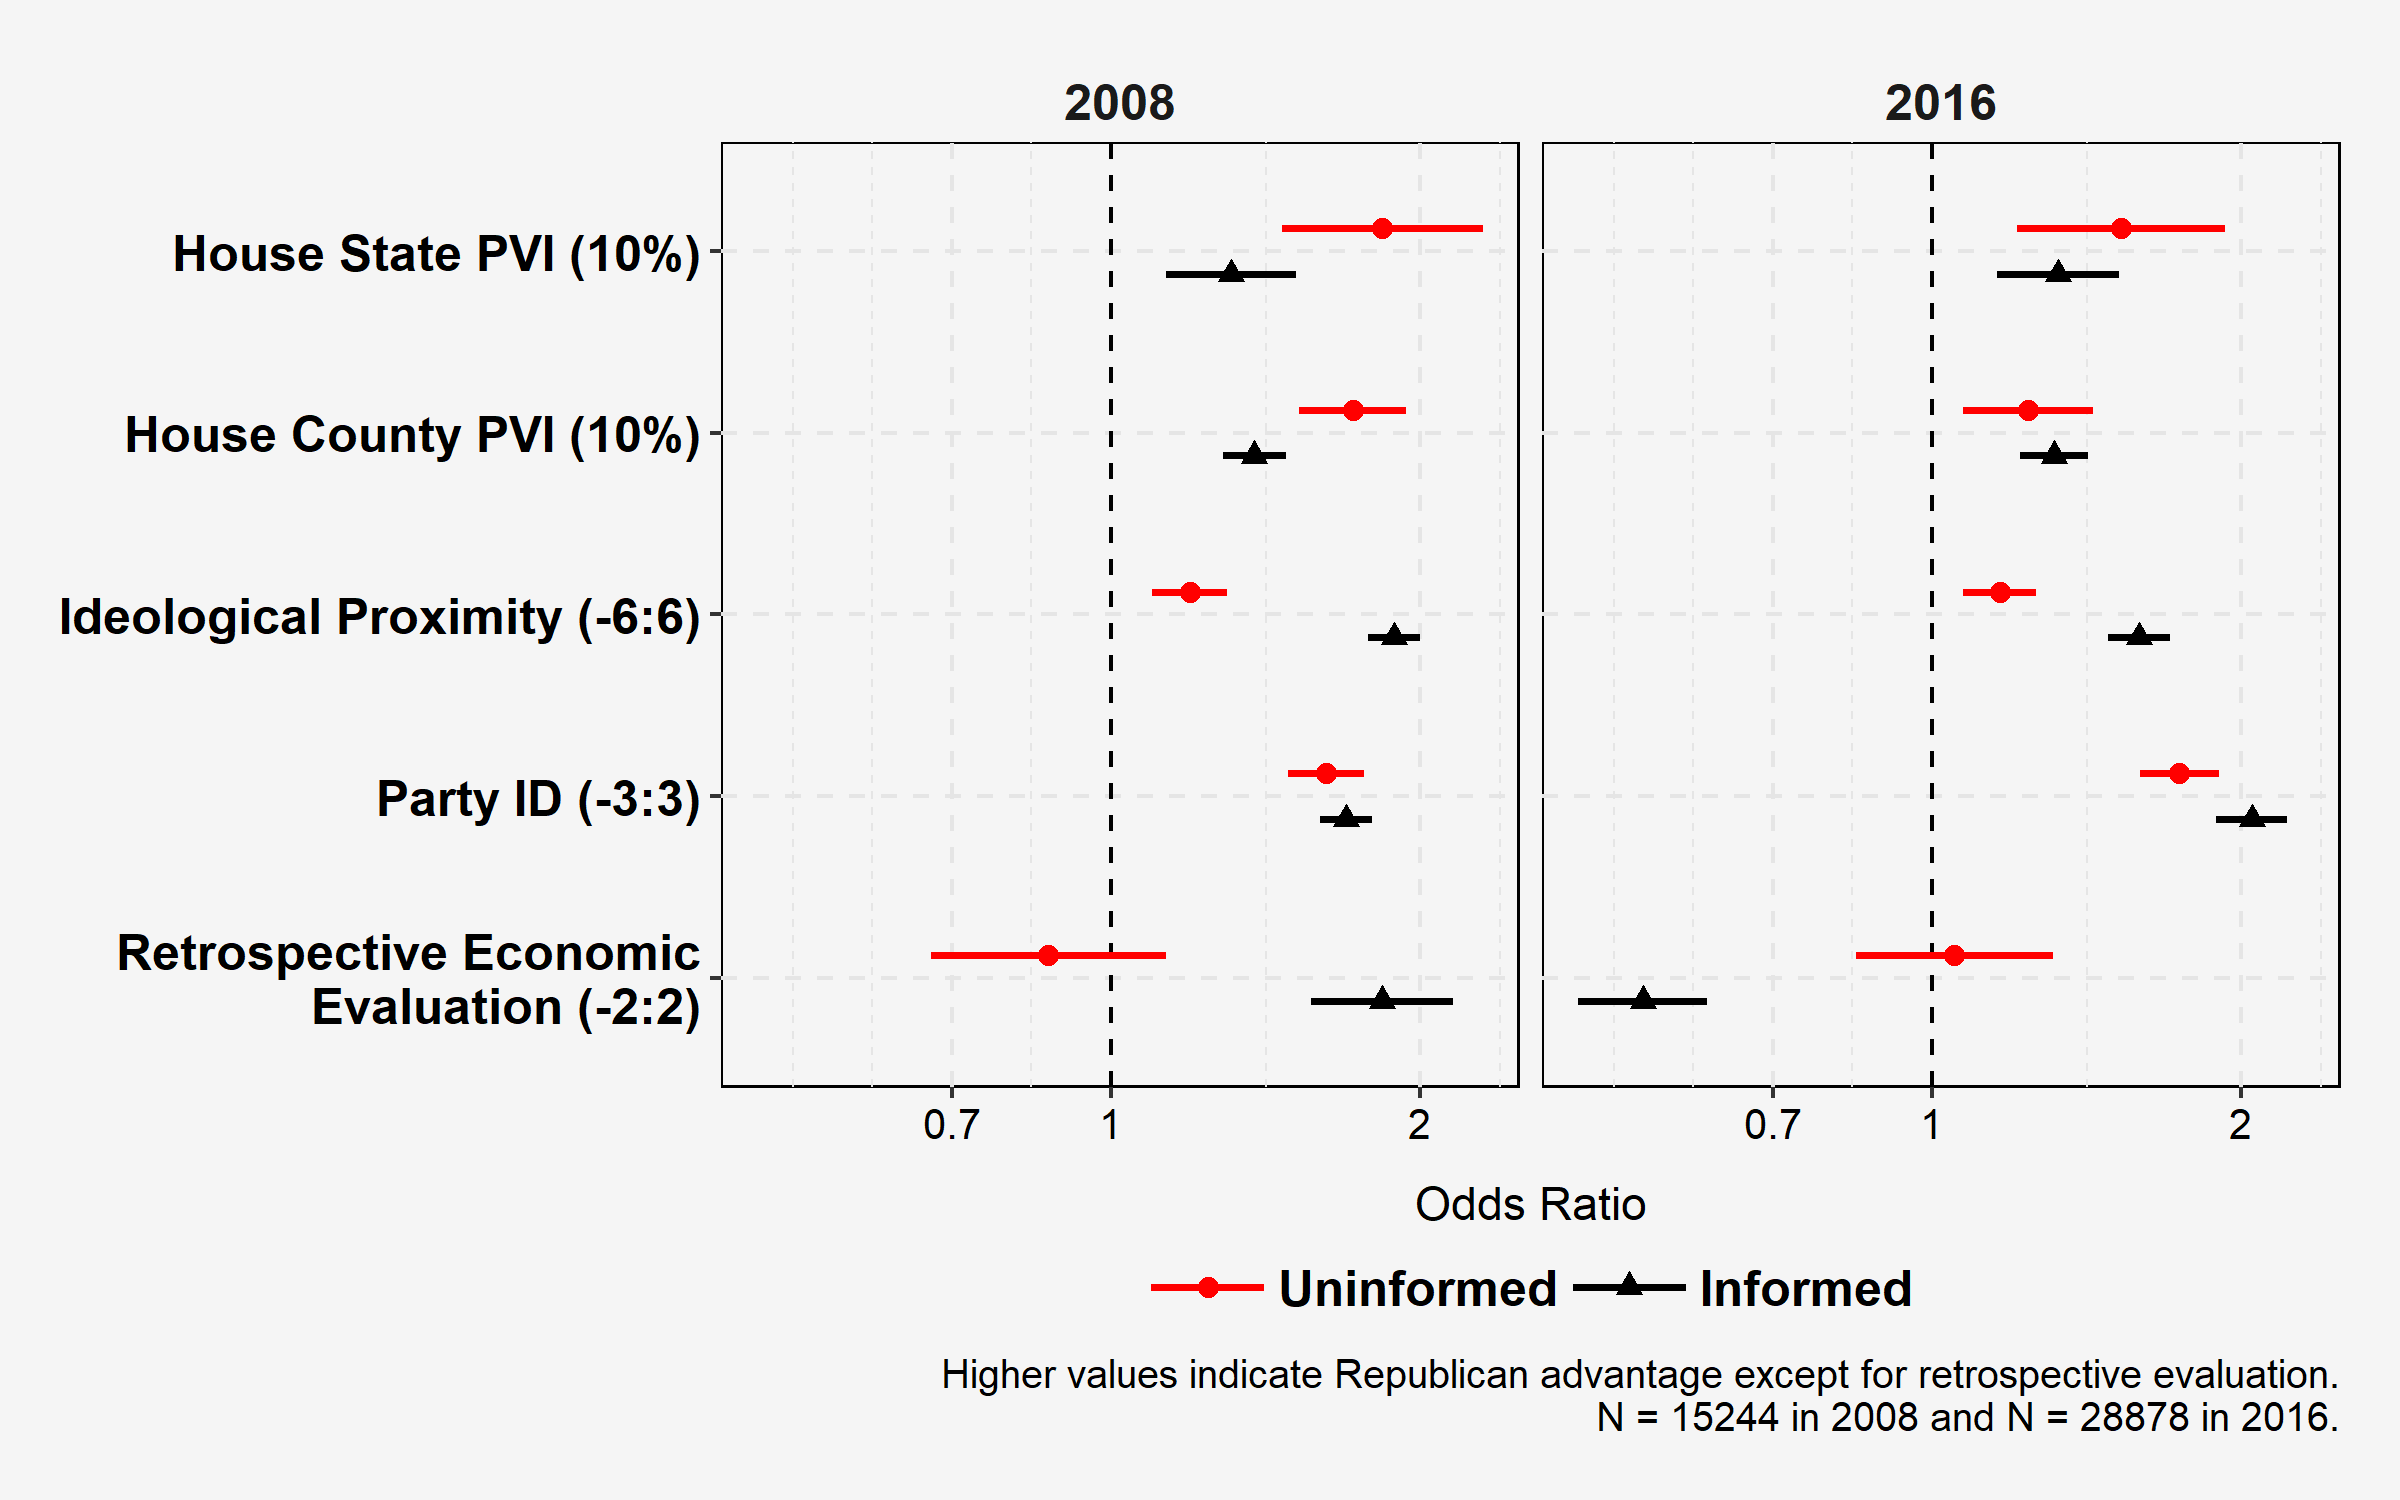 2008
2016
House State PVI (10%)
House County PVI (10%)
Ideological Proximity (-6:6)
Party ID (-3:3)
Retrospective Economic
Evaluation (-2:2)
0.7 1 2
0.7 1 2
Odds Ratio
Uninformed Informed
Higher values indicate Republican advantage except for retrospective evaluation.
N = 15244 in 2008 and N = 28878 in 2016.